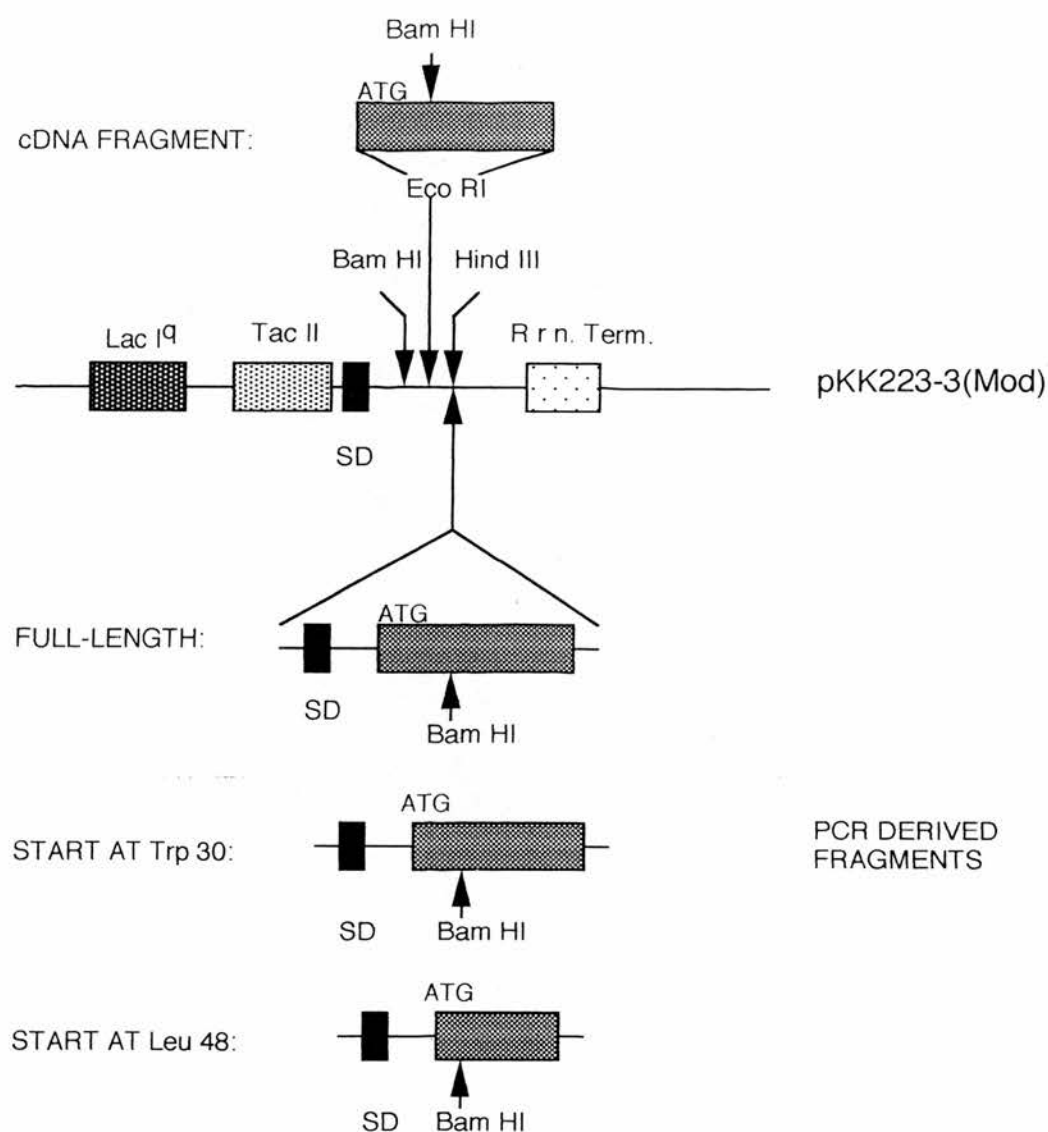 Bam HI
ATG
cDNA FRAGMENT:
Eco RI
Bam HI
Hind III
Lac Iq
Tac II
R r n. Term.
pKK223-3(Mod)
SD
ATG
FULL-LENGTH:
SD
Bam HI
ATG
START AT Trp 30:
PCR DERIVED
FRAGMENTS
SD
Bam HI
ATG
START AT Leu 48:
SD
Bam HI